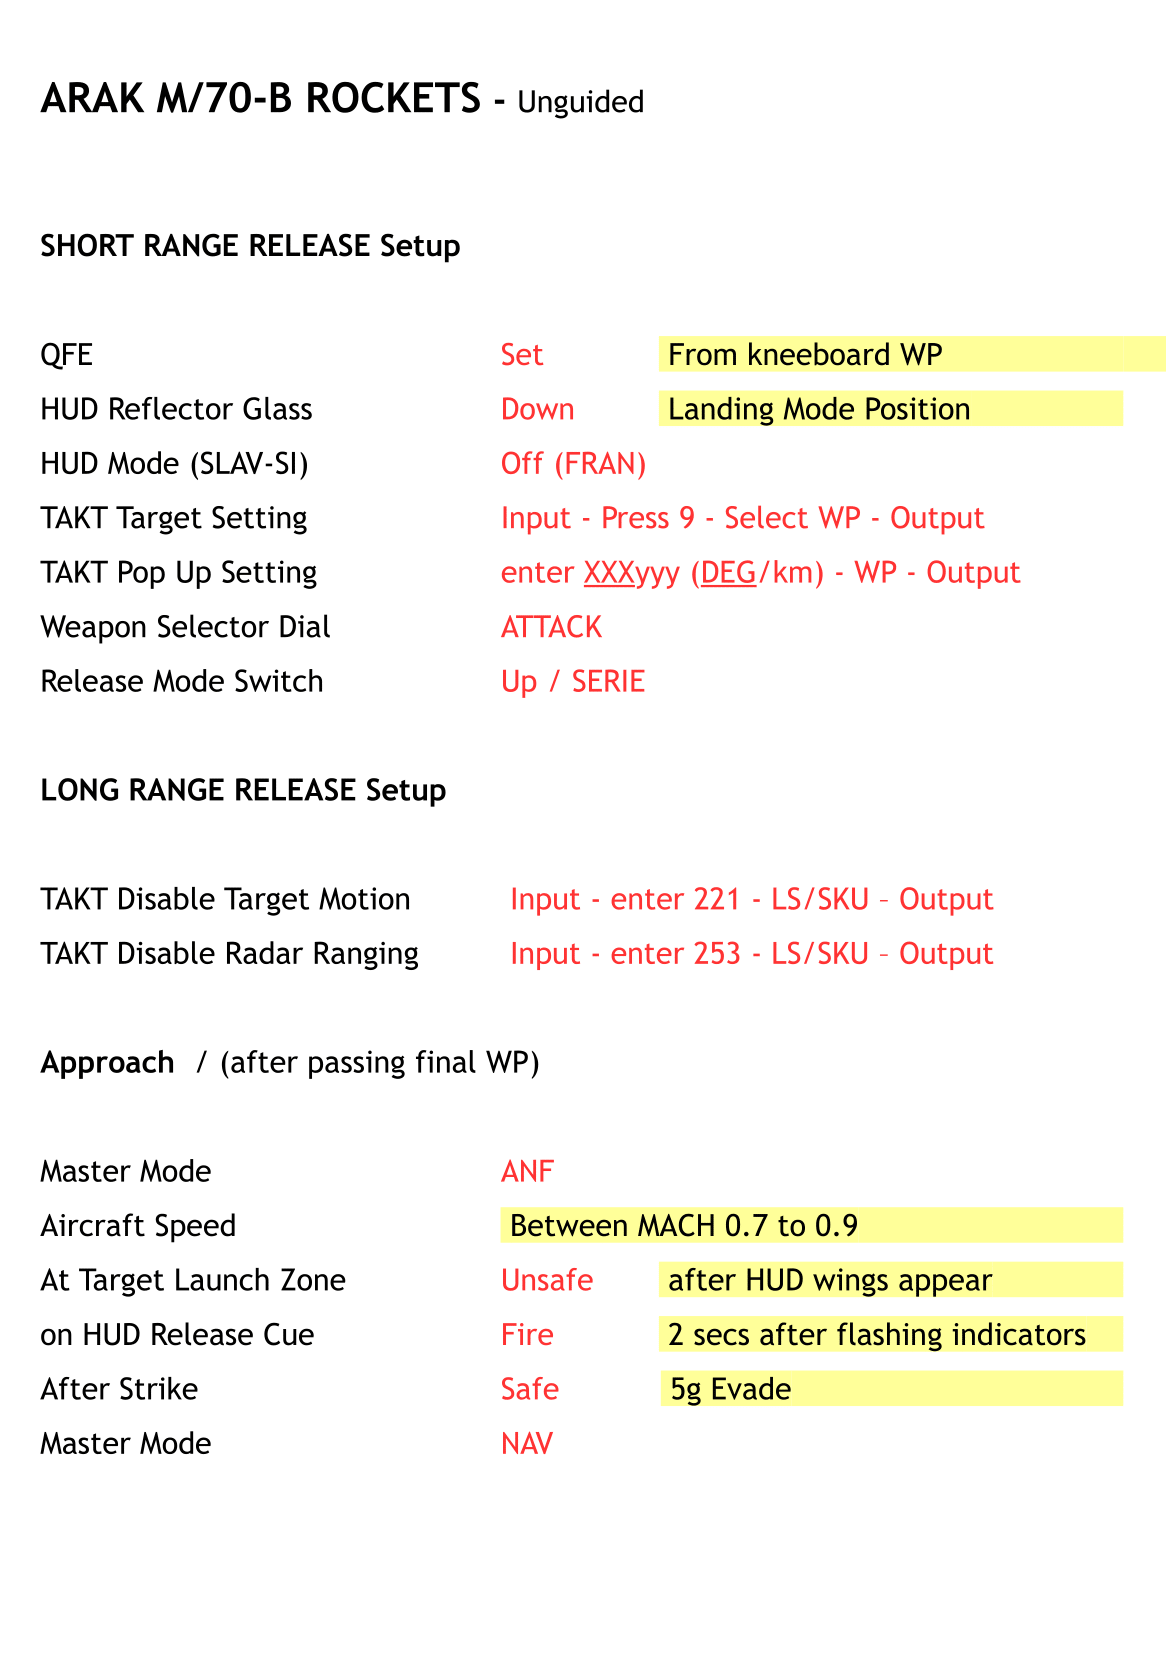 ARAK M/70-B ROCKETS - Unguided
SHORT RANGE RELEASE Setup
QFE Set From kneeboard WP
HUD Reflector Glass Down Landing Mode Position
HUD Mode (SLAV-SI) Off (FRAN)
TAKT Target Setting Input - Press 9 - Select WP - Output
TAKT Pop Up Setting enter XXXyyy (DEG/km) - WP - Output
Weapon Selector Dial ATTACK
Release Mode Switch Up / SERIE
LONG RANGE RELEASE Setup
TAKT Disable Target Motion Input - enter 221 - LS/SKU – Output
TAKT Disable Radar Ranging Input - enter 253 - LS/SKU – Output
Approach / (after passing final WP)
Master Mode ANF
Aircraft Speed Between MACH 0.7 to 0.9
At Target Launch Zone Unsafe after HUD wings appear
on HUD Release Cue Fire 2 secs after flashing indicators
After Strike Safe 5g Evade
Master Mode NAV